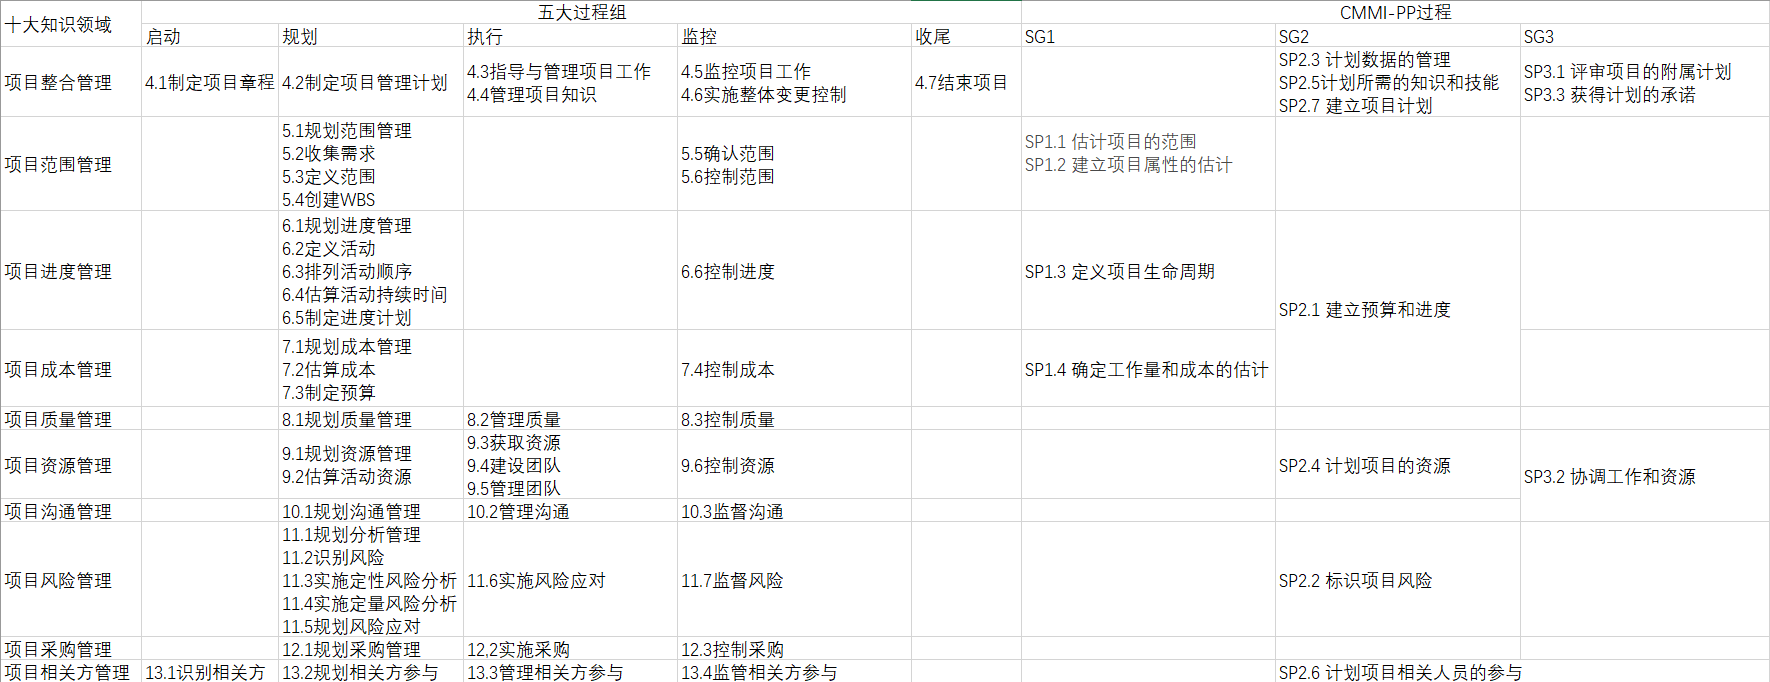 十大知识领域
五大过程组
CMMI-PP过程
启动
规划
执行
监控
收尾
SG1
SG2
SG3
项目整合管理
4.1制定项目章程
4.2制定项目管理计划
4.3指导与管理项目工作
4.4管理项目知识
4.5监控项目工作
4.6实施整体变更控制
4.7结束项目
SP2.3 计划数据的管理
SP2.5计划所需的知识和技能
SP2.7 建立项目计划
SP3.1 评审项目的附属计划
SP3.3 获得计划的承诺
项目范围管理
5.1规划范围管理
5.2收集需求
5.3定义范围
5.4创建WBS
5.5确认范围
5.6控制范围
SP1.1 估计项目的范围
SP1.2 建立项目属性的估计
项目进度管理
6.1规划进度管理
6.2定义活动
6.3排列活动顺序
6.4估算活动持续时间
6.5制定进度计划
6.6控制进度
SP1.3 定义项目生命周期
SP2.1 建立预算和进度
项目成本管理
7.1规划成本管理
7.2估算成本
7.3制定预算
7.4控制成本
SP1.4 确定工作量和成本的估计
项目质量管理
8.1规划质量管理
8.2管理质量
8.3控制质量
项目资源管理
9.1规划资源管理
9.2估算活动资源
9.3获取资源
9.4建设团队
9.5管理团队
9.6控制资源
SP2.4 计划项目的资源
SP3.2 协调工作和资源
项目沟通管理
10.1规划沟通管理
10.2管理沟通
10.3监督沟通
项目风险管理
11.1规划分析管理
11.2识别风险
11.3实施定性风险分析
11.4实施定量风险分析
11.5规划风险应对
11.6实施风险应对
11.7监督风险
SP2.2 标识项目风险
项目采购管理
12.1规划采购管理
12,2实施采购
12.3控制采购
项目相关方管理
13.1识别相关方
13.2规划相关方参与
13.3管理相关方参与
13.4监管相关方参与
SP2.6 计划项目相关人员的参与